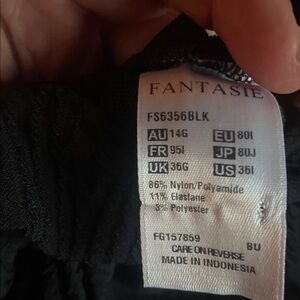 FANTASIE
FS6356BLK
AU 14G EU 80I
FR 95I JP 80J
UK 36G US 36I
86% Nylon/Polyamide
11% Elastane
3% Polyester
FG157859 BU
CARE ON REVERSE
MADE IN INDONESIA